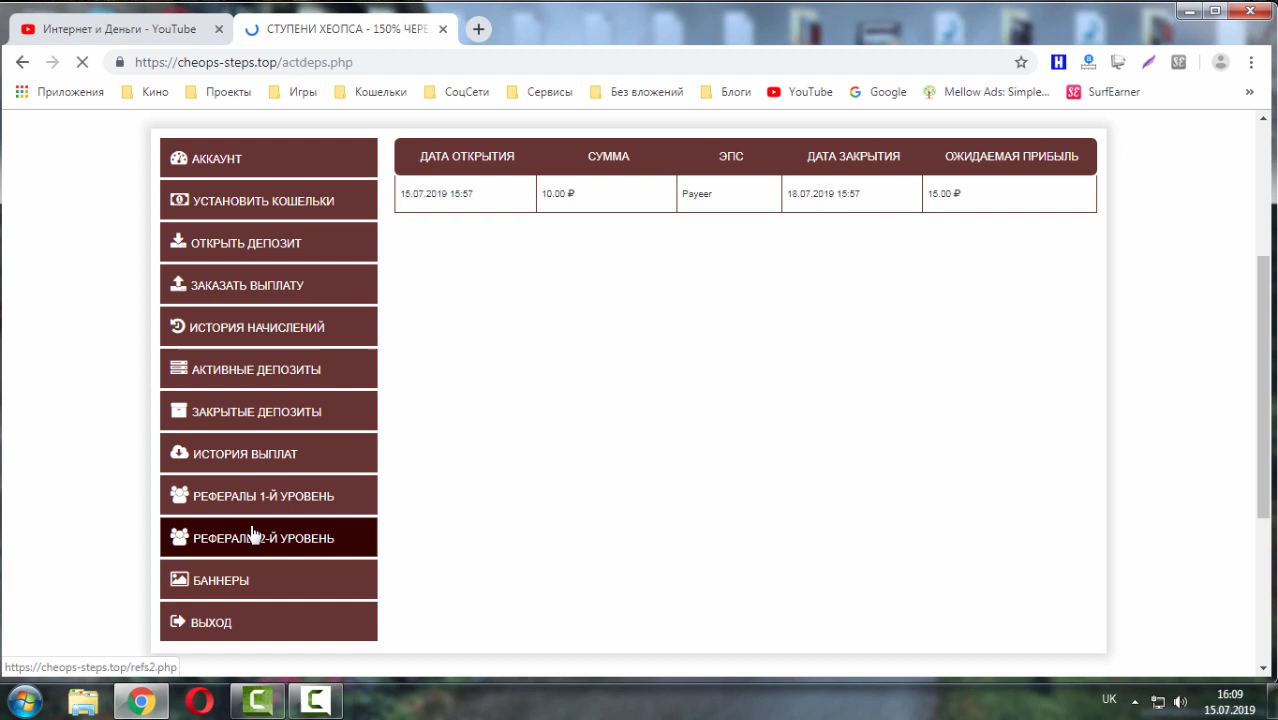 Интернет и Деньги - YouTube
СТУПЕНИ ХЕОПСА - 150% ЧЕРЕ
https://cheops-steps.top/actdeps.php
Приложения
Кино
Проекты
Игры
Кошельки
СоцСети
Сервисы
Без вложений
Блоги
YouTube
Google
Mellow Ads: Simple...
SurfEarner
АККАУНТ
УСТАНОВИТЬ КОШЕЛЬКИ
ОТКРЫТЬ ДЕПОЗИТ
ЗАКАЗАТЬ ВЫПЛАТУ
ИСТОРИЯ НАЧИСЛЕНИЙ
АКТИВНЫЕ ДЕПОЗИТЫ
ЗАКРЫТЫЕ ДЕПОЗИТЫ
ИСТОРИЯ ВЫПЛАТ
РЕФЕРАЛЫ 1-Й УРОВЕНЬ
РЕФЕРАЛЫ 2-Й УРОВЕНЬ
БАННЕРЫ
ВЫХОД
ДАТА ОТКРЫТИЯ СУММА ЭПС ДАТА ЗАКРЫТИЯ ОЖИДАЕМАЯ ПРИБЫЛЬ
15.07.2019 15:57 10.00 ₽ Payeer 18.07.2019 15:57 15.00 ₽
https://cheops-steps.top/refs2.php
UK
16:09
15.07.2019